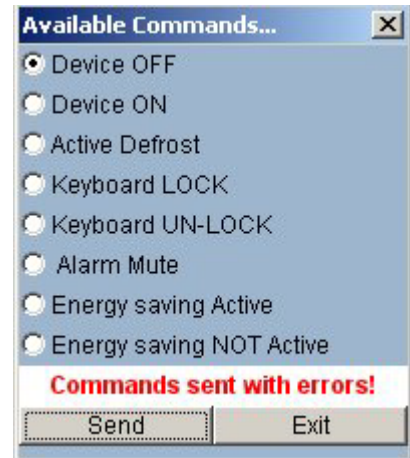 Available Commands...
Device OFF
Device ON
Active Defrost
Keyboard LOCK
Keyboard UN-LOCK
Alarm Mute
Energy saving Active
Energy saving NOT Active
Commands sent with errors!
Send Exit